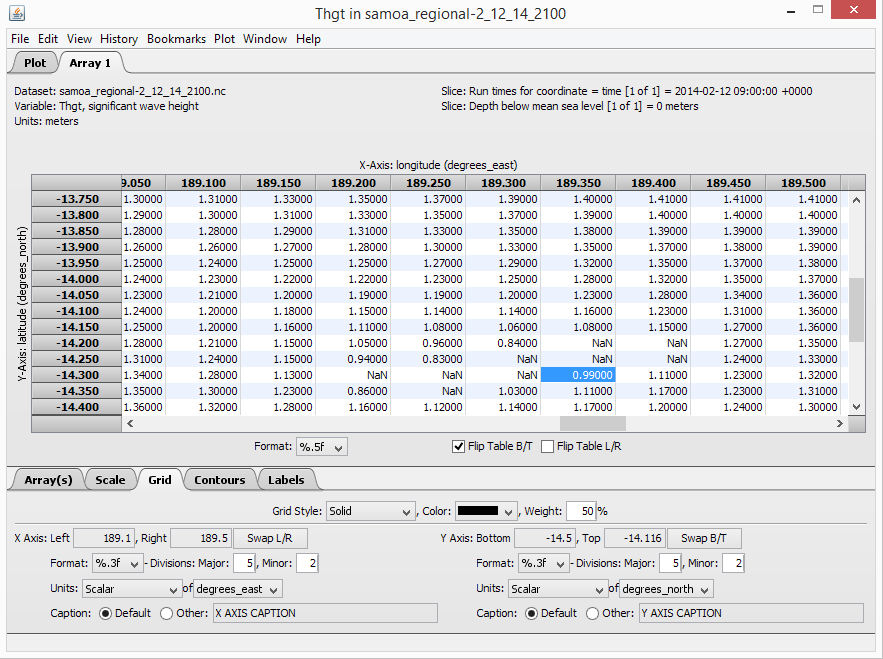 Thgt in samoa_regional-2_12_14_2100
File Edit View History Bookmarks Plot Window Help
Plot Array 1
Dataset: samoa_regional-2_12_14_2100.nc Slice: Run times for coordinate = time [1 of 1] = 2014-02-12 09:00:00 +0000
Variable: Thgt, significant wave height Slice: Depth below mean sea level [1 of 1] = 0 meters
Units: meters
X-Axis: longitude (degrees_east)
Y-Axis: latitude (degrees_north)
9.050 189.100 189.150 189.200 189.250 189.300 189.350 189.400 189.450 189.500
-13.750 1.30000 1.31000 1.33000 1.35000 1.37000 1.39000 1.40000 1.41000 1.41000 1.41000
-13.800 1.29000 1.30000 1.31000 1.33000 1.35000 1.37000 1.39000 1.40000 1.40000 1.40000
-13.850 1.28000 1.28000 1.29000 1.31000 1.33000 1.35000 1.38000 1.39000 1.39000 1.39000
-13.900 1.26000 1.26000 1.27000 1.28000 1.30000 1.33000 1.35000 1.37000 1.38000 1.39000
-13.950 1.25000 1.24000 1.25000 1.25000 1.27000 1.29000 1.32000 1.35000 1.37000 1.38000
-14.000 1.24000 1.23000 1.22000 1.22000 1.23000 1.25000 1.28000 1.32000 1.35000 1.37000
-14.050 1.23000 1.21000 1.20000 1.19000 1.19000 1.20000 1.23000 1.28000 1.34000 1.36000
-14.100 1.24000 1.20000 1.18000 1.15000 1.14000 1.14000 1.16000 1.23000 1.31000 1.36000
-14.150 1.25000 1.20000 1.16000 1.11000 1.08000 1.06000 1.08000 1.15000 1.27000 1.36000
-14.200 1.28000 1.21000 1.15000 1.05000 0.96000 0.84000 NaN NaN 1.27000 1.35000
-14.250 1.31000 1.24000 1.15000 0.94000 0.83000 NaN NaN NaN 1.24000 1.33000
-14.300 1.34000 1.28000 1.13000 NaN NaN NaN 0.99000 1.11000 1.23000 1.32000
-14.350 1.35000 1.30000 1.23000 0.86000 NaN 1.03000 1.11000 1.17000 1.23000 1.31000
-14.400 1.36000 1.32000 1.28000 1.16000 1.12000 1.14000 1.17000 1.20000 1.24000 1.30000
Format: %.5f Flip Table B/T Flip Table L/R
Array(s) Scale Grid Contours Labels
Grid Style: Solid , Color: , Weight: 50 %
X Axis: Left 189.1 , Right 189.5 Swap L/R Y Axis: Bottom -14.5 , Top -14.116 Swap B/T
Format: %.3f - Divisions: Major: 5 , Minor: 2 Format: %.3f - Divisions: Major: 5 , Minor: 2
Units: Scalar of degrees_east Units: Scalar of degrees_north
Caption: Default Other: X AXIS CAPTION Caption: Default Other: Y AXIS CAPTION